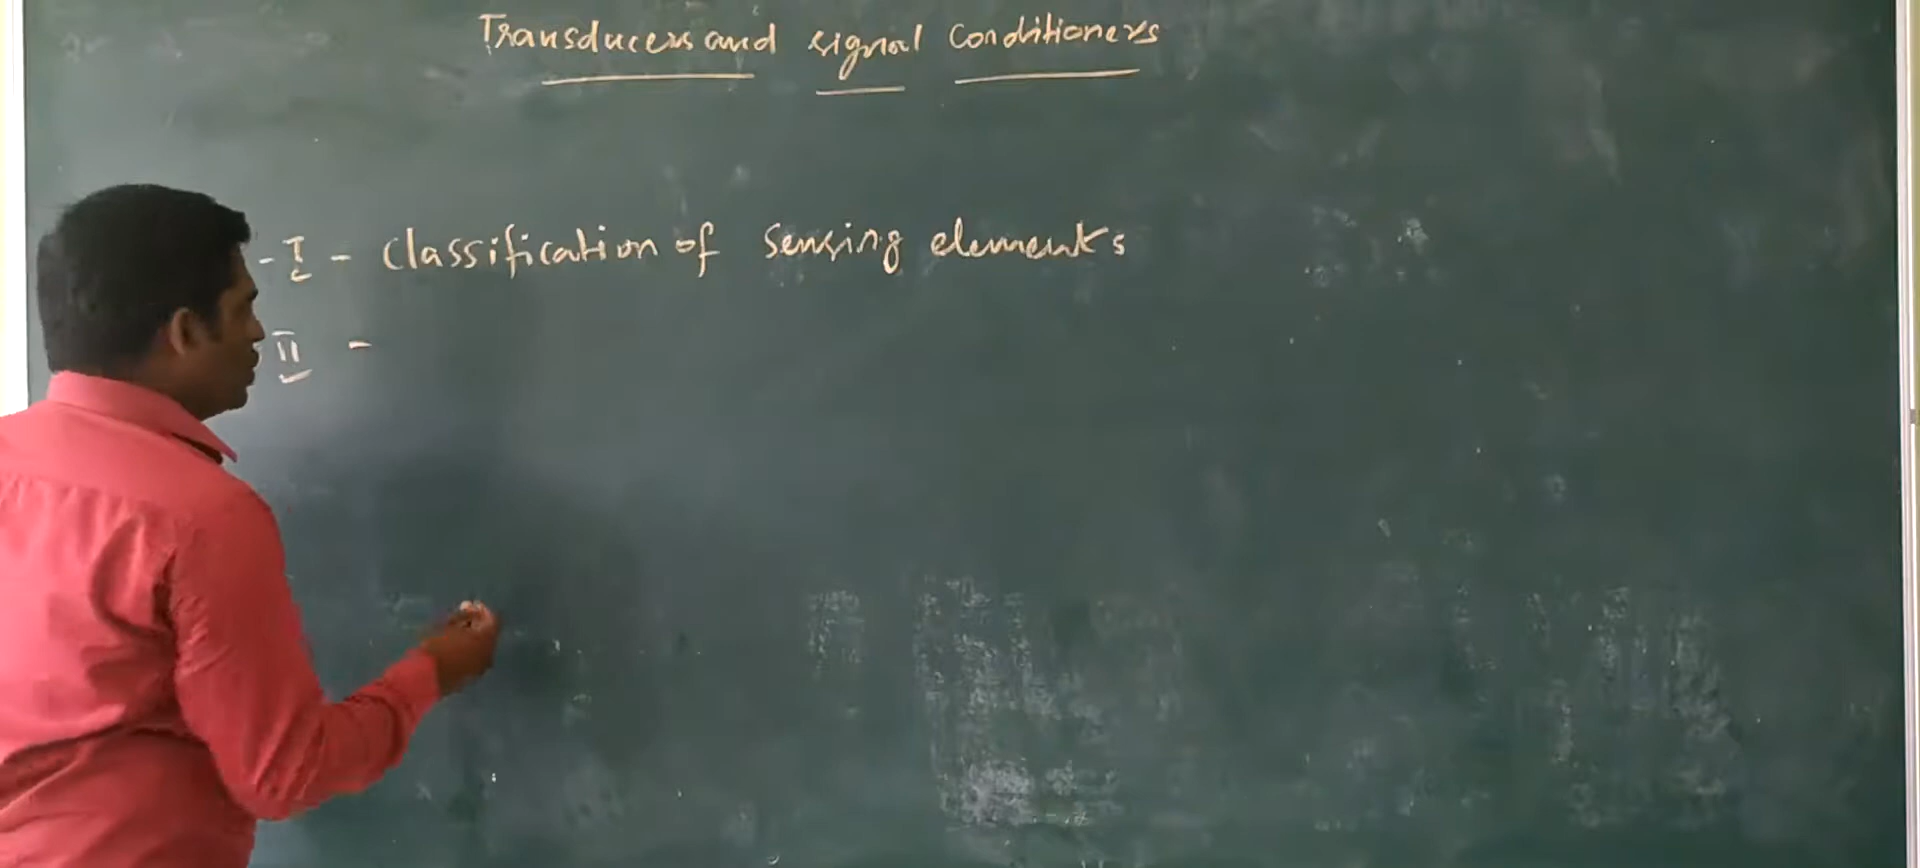 Transducers and signal conditioners
- I - classification of sensing elements
II -